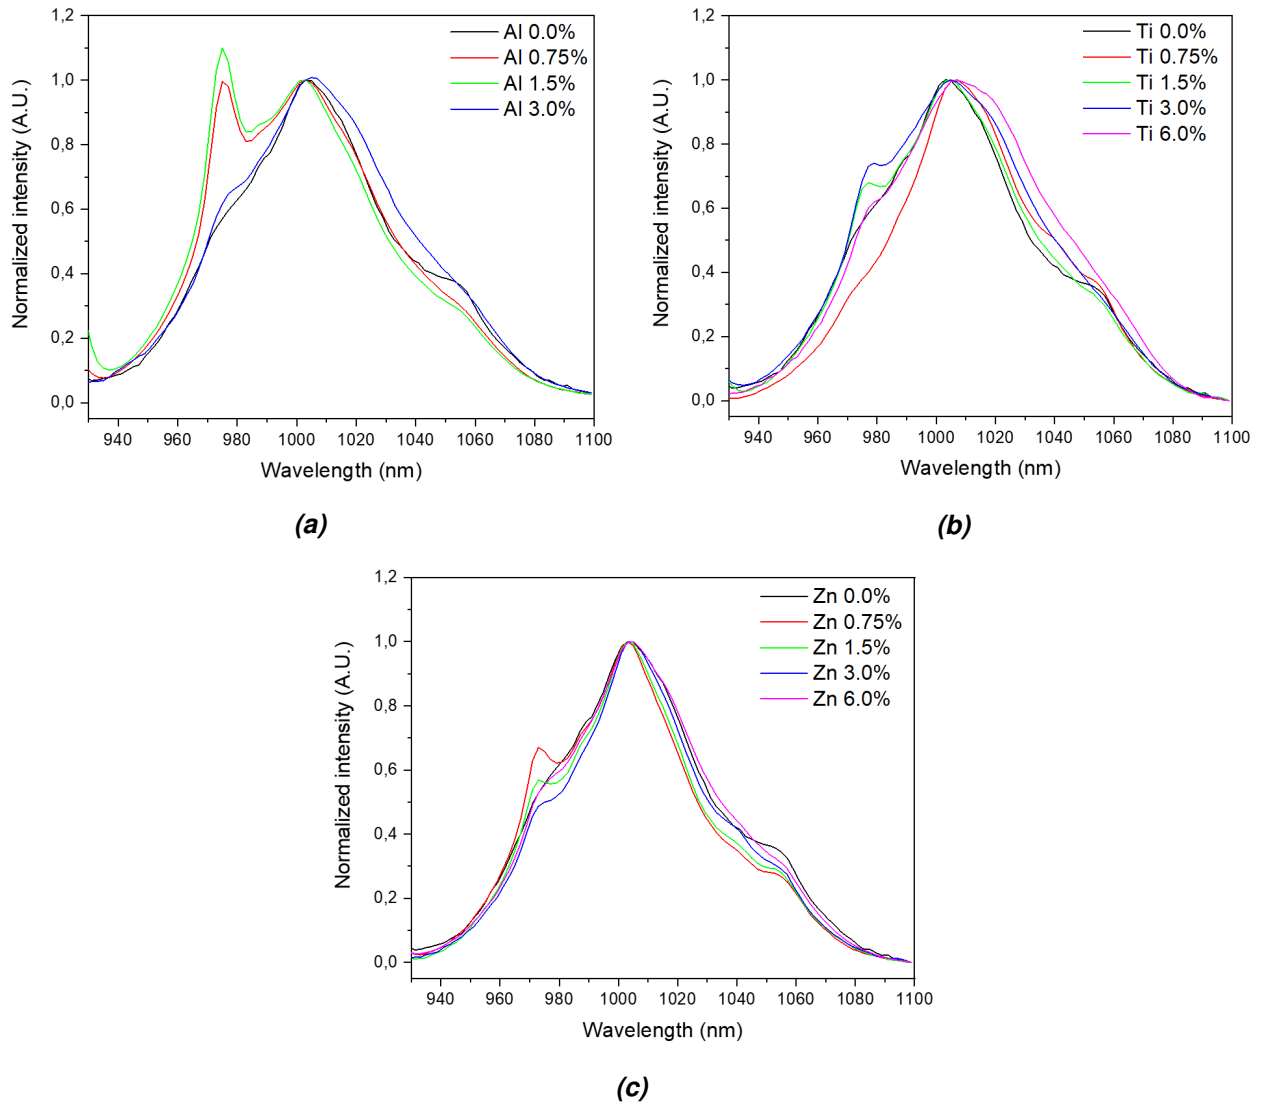 1,2
1,0
0,8
0,6
0,4
0,2
0,0
Normalized intensity (A.U.)
Al 0.0%
Al 0.75%
Al 1.5%
Al 3.0%
940 960 980 1000 1020 1040 1060 1080 1100
Wavelength (nm)
(a)
1,2
1,0
0,8
0,6
0,4
0,2
0,0
Normalized intensity (A.U.)
Ti 0.0%
Ti 0.75%
Ti 1.5%
Ti 3.0%
Ti 6.0%
940 960 980 1000 1020 1040 1060 1080 1100
Wavelength (nm)
(b)
1,2
1,0
0,8
0,6
0,4
0,2
0,0
Normalized intensity (A.U.)
Zn 0.0%
Zn 0.75%
Zn 1.5%
Zn 3.0%
Zn 6.0%
940 960 980 1000 1020 1040 1060 1080 1100
Wavelength (nm)
(c)